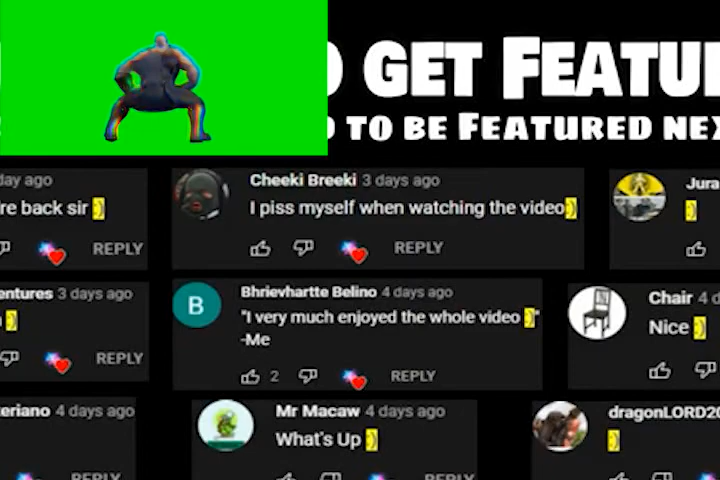 GET FEATU
TO BE FEATURED NEX
day ago
're back sir :)
REPLY
Cheeki Breeki 3 days ago
I piss myself when watching the video:)
REPLY
Jura
:)
entures 3 days ago
:)
REPLY
B
Bhrievhartte Belino 4 days ago
"I very much enjoyed the whole video :)"
-Me
2
REPLY
Chair 4 d
Nice :)
eriano 4 days ago
REPLY
Mr Macaw 4 days ago
What's Up :)
REPLY
dragonLORD20
:)